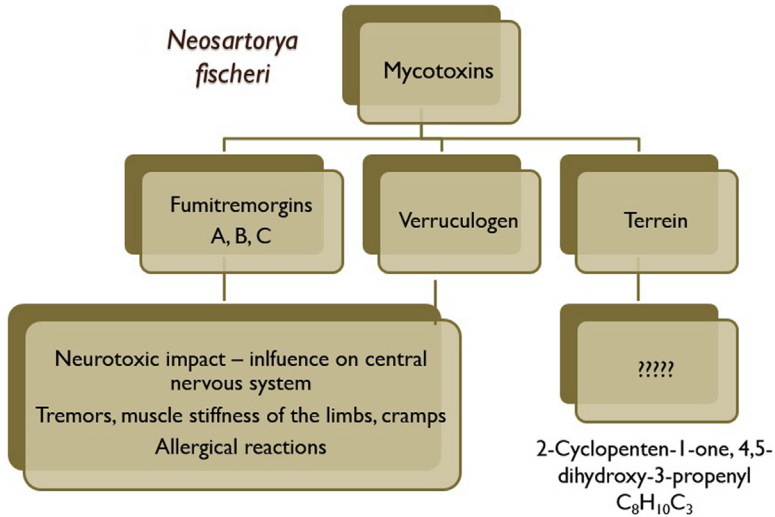 Neosartorya
fischeri
Mycotoxins
Fumitremorgins
A, B, C
Verruculogen
Terrein
Neurotoxic impact – inlfuence on central
nervous system
Tremors, muscle stiffness of the limbs, cramps
Allergical reactions
?????
2-Cyclopenten-1-one, 4,5-
dihydroxy-3-propenyl
C₈H₁₀C₃